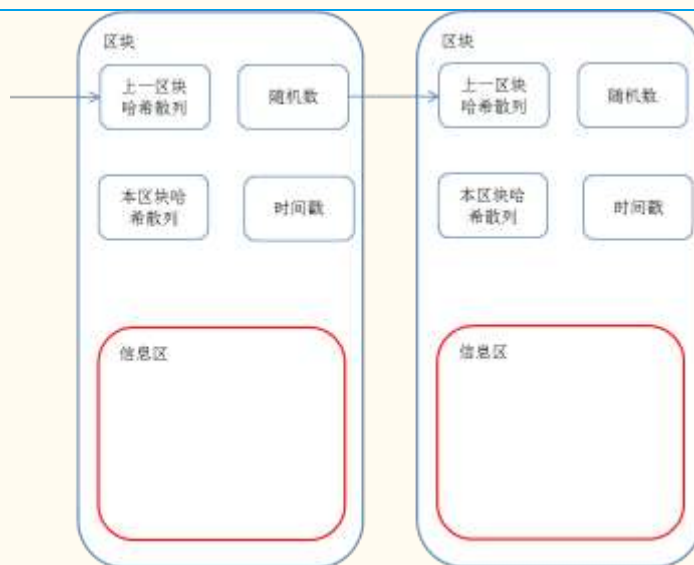 区块
上一区块
哈希散列
随机数
本区块哈
希散列
时间戳
信息区
区块
上一区块
哈希散列
随机数
本区块哈
希散列
时间戳
信息区